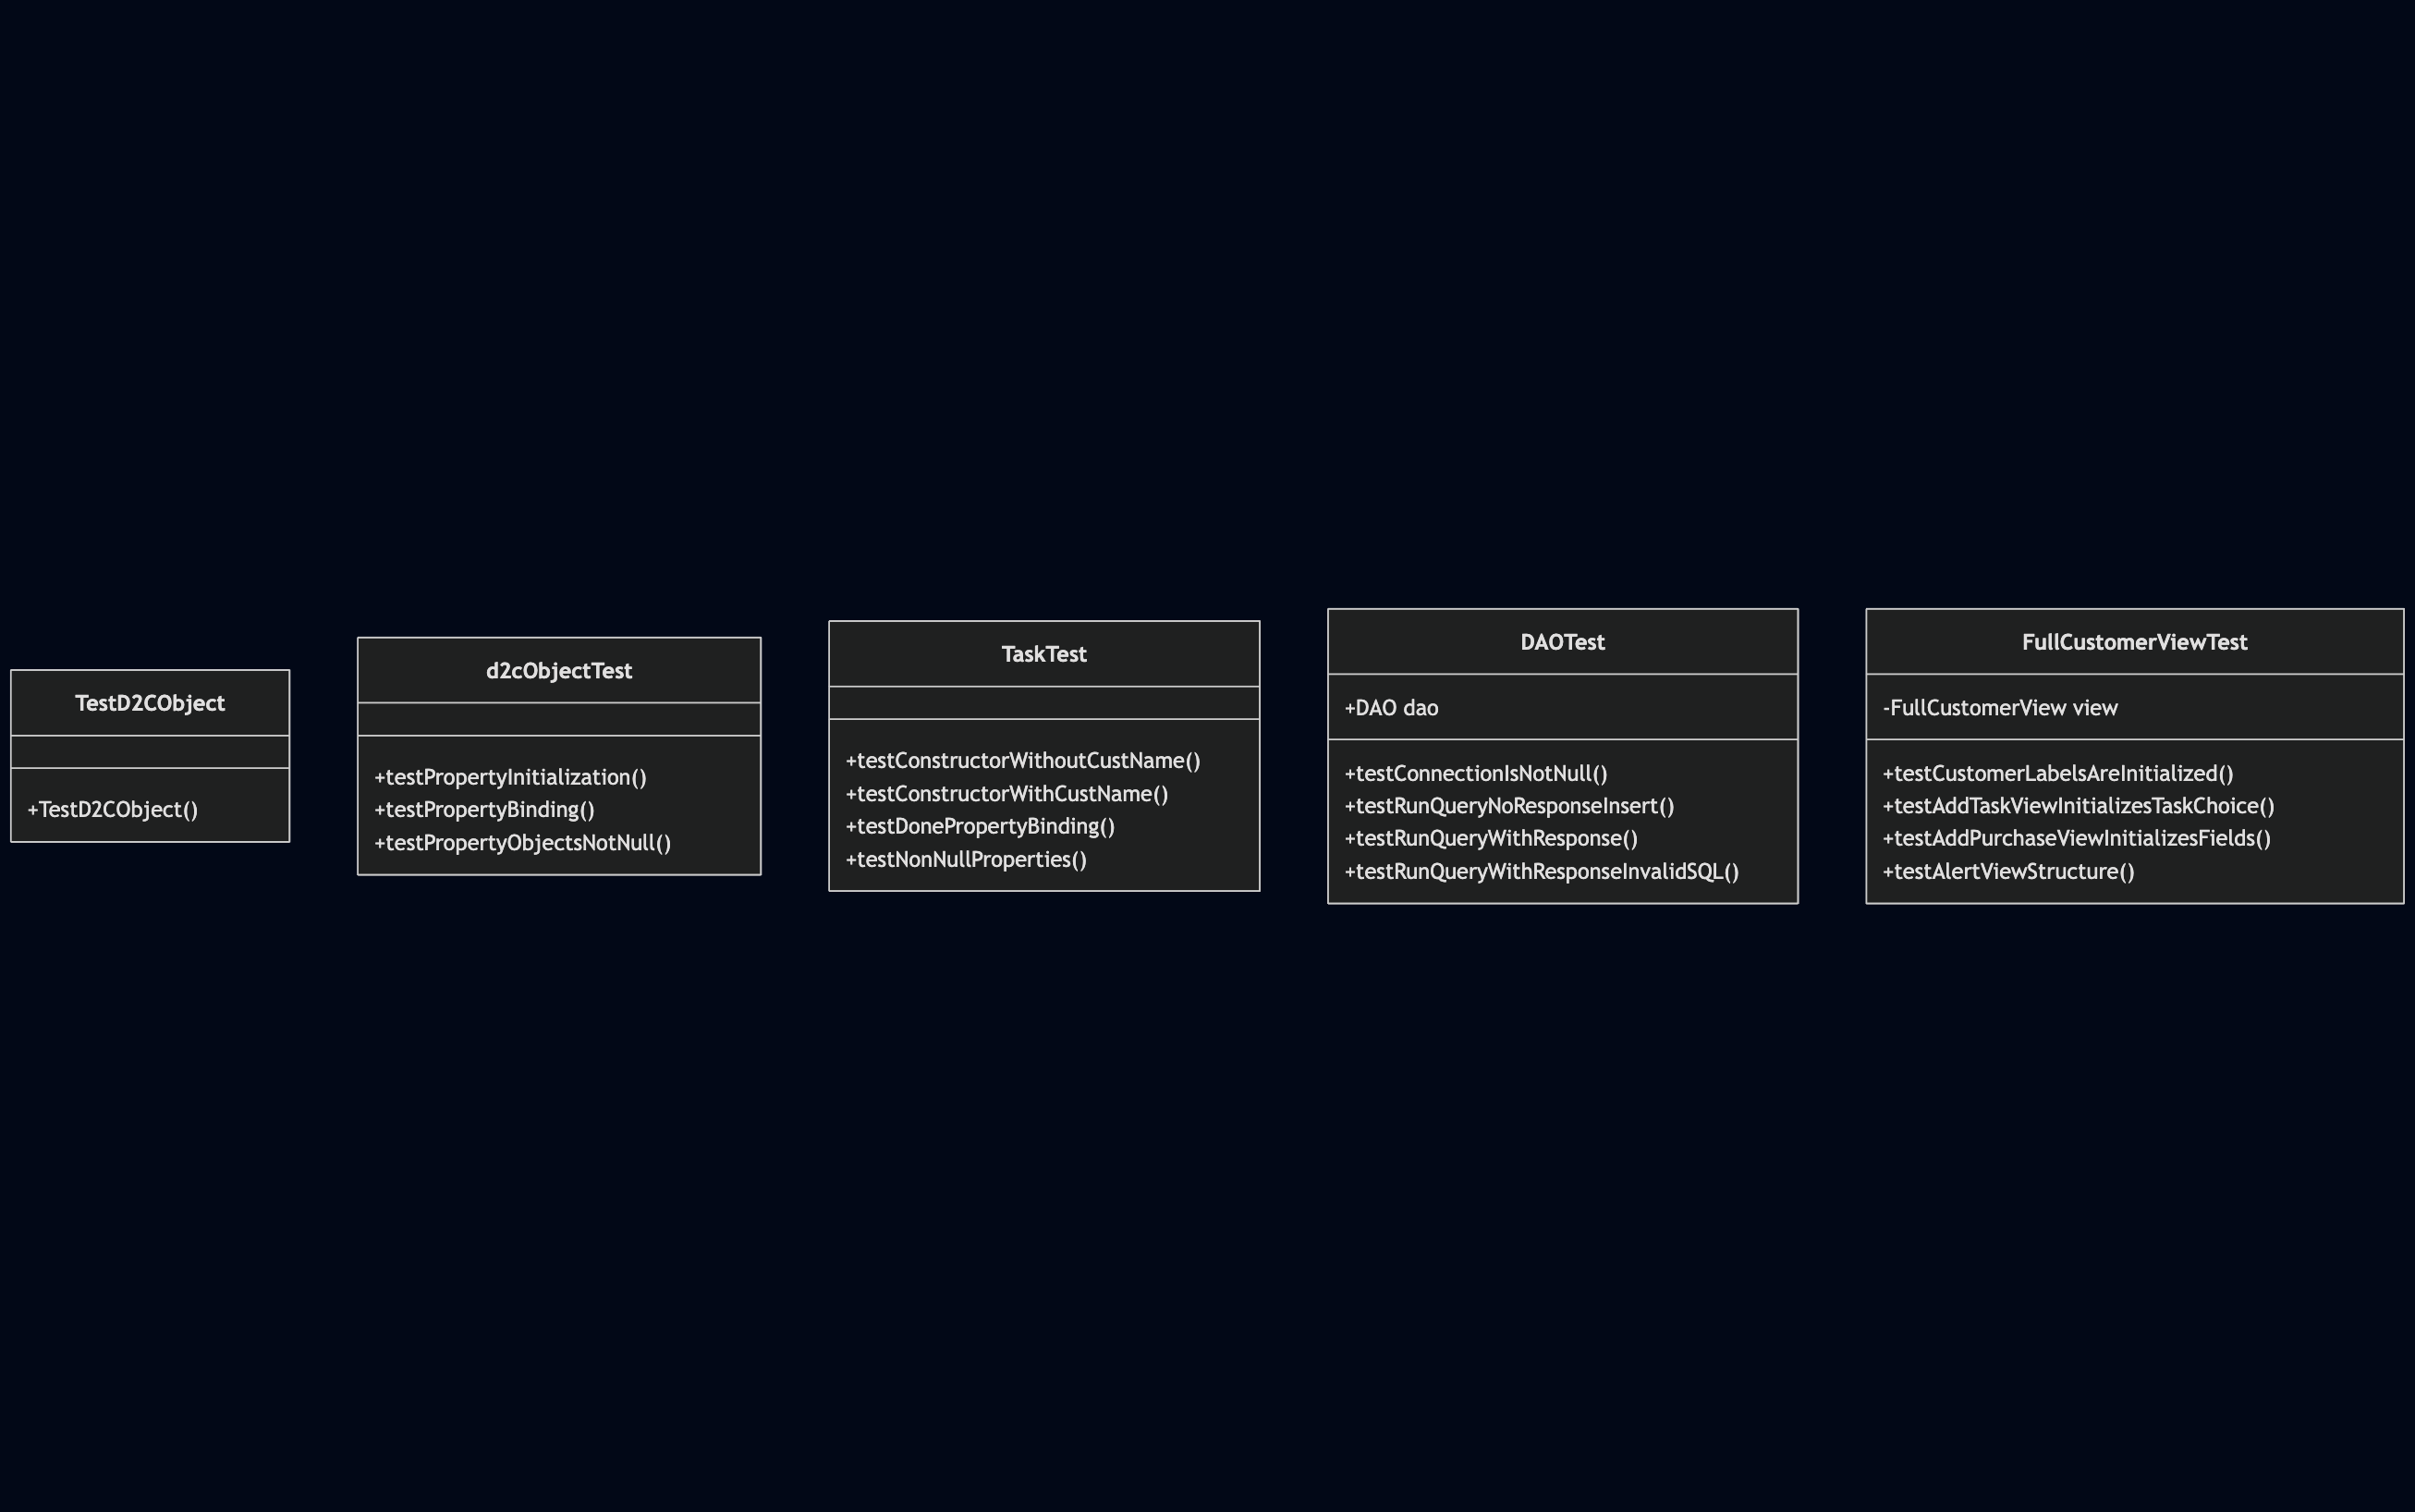 TestD2CObject
+TestD2CObject()
d2cObjectTest
+testPropertyInitialization()
+testPropertyBinding()
+testPropertyObjectsNotNull()
TaskTest
+testConstructorWithoutCustName()
+testConstructorWithCustName()
+testDonePropertyBinding()
+testNonNullProperties()
DAOTest
+DAO dao
+testConnectionIsNotNull()
+testRunQueryNoResponseInsert()
+testRunQueryWithResponse()
+testRunQueryWithResponseInvalidSQL()
FullCustomerViewTest
-FullCustomerView view
+testCustomerLabelsAreInitialized()
+testAddTaskViewInitializesTaskChoice()
+testAddPurchaseViewInitializesFields()
+testAlertViewStructure()